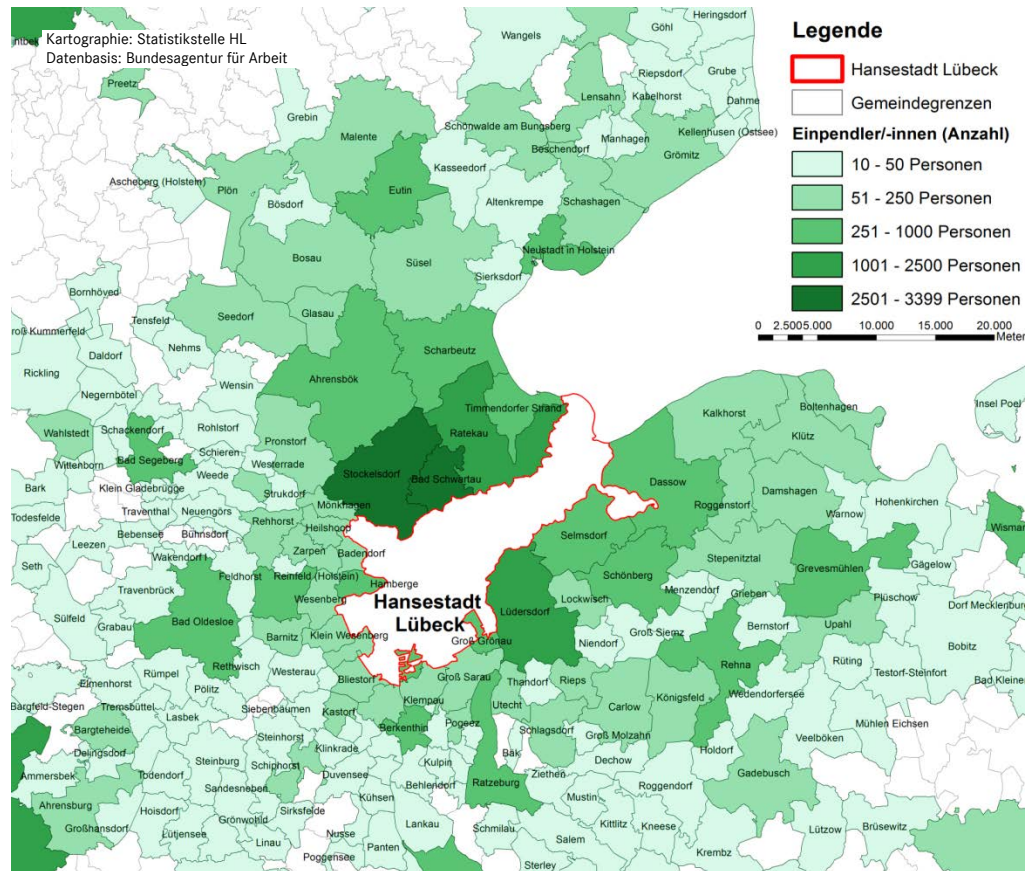 Kartographie: Statistikstelle HL
Datenbasis: Bundesagentur für Arbeit
Legende
Hansestadt Lübeck
Gemeindegrenzen
Einpendler/-innen (Anzahl)
10 - 50 Personen
51 - 250 Personen
251 - 1000 Personen
1001 - 2500 Personen
2501 - 3399 Personen
0 2.500 5.000 10.000 15.000 20.000
Meter
Preetz
Wangels
Göhl
Heringsdorf
Riepsdorf
Grube
Lensahn
Kabelhorst
Dahme
Grebin
Malente
Schönwalde am Bungsberg
Manhagen
Kellenhusen (Ostsee)
Beschendorf
Grömitz
Kasseedorf
Ascheberg (Holstein)
Plön
Eutin
Bösdorf
Altenkrempe
Schashagen
Neustadt in Holstein
Bosau
Süsel
Sierksdorf
Bornhöved
Tensfeld
Seedorf
Glasau
Groß Kummerfeld
Daldorf
Nehms
Scharbeutz
Rickling
Wensin
Ahrensbök
Negernbötel
Timmendorfer Strand
Kalkhorst
Boltenhagen
Insel Poel
Wahlstedt
Schackendorf
Rohlstorf
Ratekau
Klütz
Wittenborn
Bad Segeberg
Schieren
Pronstorf
Westerrade
Stockelsdorf
Bad Schwartau
Dassow
Damshagen
Bark
Klein Gladebrügge
Weede
Strukdorf
Roggenstorf
Hohenkirchen
Todesfelde
Traventhal
Neuengörs
Mönkhagen
Warnow
Wismar
Bebensee
Bühnsdorf
Rehhorst
Heilshoop
Selmsdorf
Leezen
Zarpen
Badendorf
Stepenitztal
Gägelow
Seth
Wakendorf I
Feldhorst
Reinfeld (Holstein)
Hamberge
Schönberg
Grevesmühlen
Travenbrück
Wesenberg
Hansestadt
Lübeck
Lüdersdorf
Lockwisch
Menzendorf
Grieben
Plüschow
Dorf Mecklenburg
Sülfeld
Grabau
Bad Oldesloe
Barnitz
Klein Wesenberg
Groß Grönau
Niendorf
Groß Siemz
Bernstorf
Upahl
Bobitz
Rethwisch
Westerau
Bliestorf
Groß Sarau
Thandorf
Rieps
Rehna
Rüting
Testorf-Steinfort
Bad Kleinen
Elmenhorst
Rümpel
Pölitz
Siebenbäumen
Kastorf
Klempau
Utecht
Carlow
Königsfeld
Wedendorfersee
Bargfeld-Stegen
Tremsbüttel
Lasbek
Berkenthin
Pogeez
Mühlen Eichsen
Bargteheide
Steinhorst
Klinkrade
Schlagsdorf
Groß Molzahn
Holdorf
Veelböken
Delingsdorf
Steinburg
Schiphorst
Kulpin
Bäk
Dechow
Ammersbek
Todendorf
Sandesneben
Duvensee
Behlendorf
Ratzeburg
Ziethen
Roggendorf
Gadebusch
Ahrensburg
Hoisdorf
Grönwohld
Sirksfelde
Kühsen
Mustin
Großhansdorf
Lütjensee
Linau
Nusse
Lankau
Schmilau
Kittlitz
Kneese
Lützow
Brüsewitz
Poggensee
Panten
Salem
Krembz
Sterley